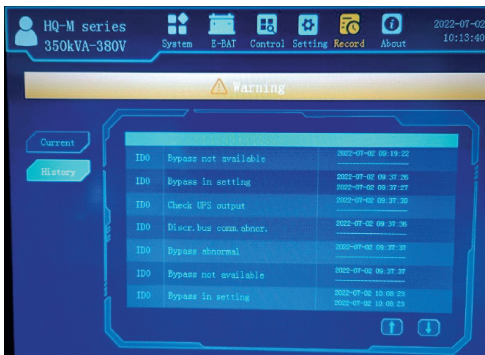 HQ-M series
350kVA-380V
System E-BAT Control Setting Record About
2022-07-02
10:13:40
Warning
Current
History
ID0 Bypass not available 2022-07-02 09:19:22
ID0 Bypass in setting 2022-07-02 09:37:26
2022-07-02 09:37:27
ID0 Check UPS output 2022-07-02 09:37:30
ID0 Discr.bus comm.abnor. 2022-07-02 09:37:36
ID0 Bypass abnormal 2022-07-02 09:37:37
ID0 Bypass not available 2022-07-02 09:37:37
ID0 Bypass in setting 2022-07-02 10:08:23
2022-07-02 10:08:23